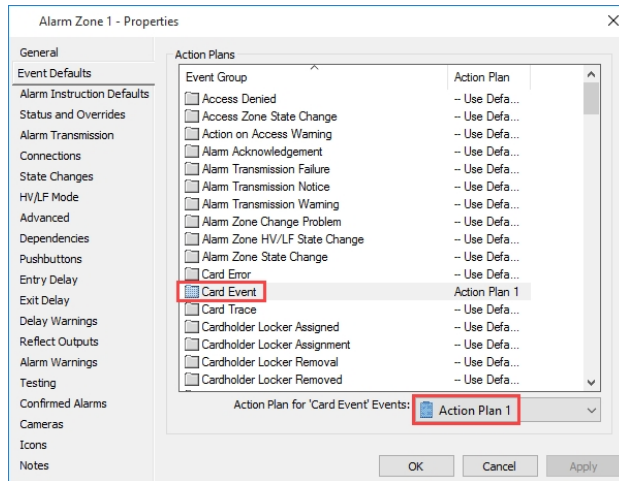 Alarm Zone 1 - Properties
General
Event Defaults
Alarm Instruction Defaults
Status and Overrides
Alarm Transmission
Connections
State Changes
HV/LF Mode
Advanced
Dependencies
Pushbuttons
Entry Delay
Exit Delay
Delay Warnings
Reflect Outputs
Alarm Warnings
Testing
Confirmed Alarms
Cameras
Icons
Notes
Action Plans
Event Group Action Plan
Access Denied -- Use Defa...
Access Zone State Change -- Use Defa...
Action on Access Warning -- Use Defa...
Alarm Acknowledgement -- Use Defa...
Alarm Transmission Failure -- Use Defa...
Alarm Transmission Notice -- Use Defa...
Alarm Transmission Warning -- Use Defa...
Alarm Zone Change Problem -- Use Defa...
Alarm Zone HV/LF State Change -- Use Defa...
Alarm Zone State Change -- Use Defa...
Card Error -- Use Defa...
Card Event Action Plan 1
Card Trace -- Use Defa...
Cardholder Locker Assigned -- Use Defa...
Cardholder Locker Assignment -- Use Defa...
Cardholder Locker Removal -- Use Defa...
Cardholder Locker Removed -- Use Defa...
Action Plan for 'Card Event' Events: Action Plan 1
OK Cancel Apply